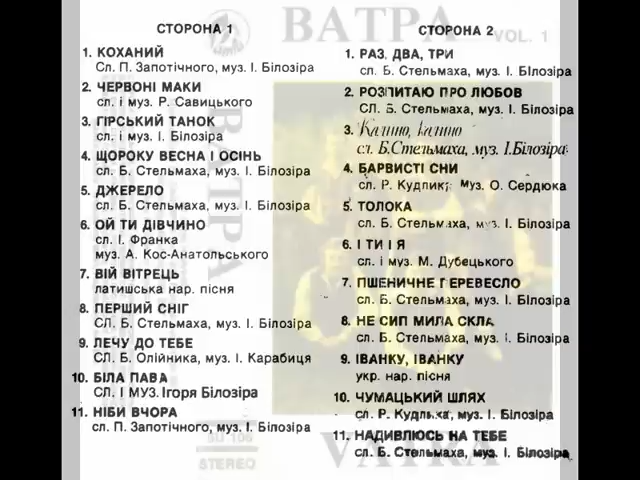 ВАТРА VOL. 1
СТОРОНА 1
1. КОХАНИЙ
Сл. П. Запотічного, муз. І. Білозіра
2. ЧЕРВОНІ МАКИ
сл. і муз. Р. Савицького
3. ГІРСЬКИЙ ТАНОК
сл. і муз. І. Білозіра
4. ЩОРОКУ ВЕСНА І ОСІНЬ
сл. Б. Стельмаха, муз. І. Білозіра
5. ДЖЕРЕЛО
сл. Б. Стельмаха, муз. І. Білозіра
6. ОЙ ТИ ДІВЧИНО
сл. І. Франка
муз. А. Кос-Анатольського
7. ВІЙ ВІТРЕЦЬ
латишська нар. пісня
8. ПЕРШИЙ СНІГ
СЛ. Б. Стельмаха, муз. І. Білозіра
9. ЛЕЧУ ДО ТЕБЕ
СЛ. Б. Олійника, муз. І. Карабиця
10. БІЛА ПАВА
СЛ. І МУЗ. Ігоря Білозіра
11. НІБИ ВЧОРА
сл. П. Запотічного, муз. І. Білозіра
СТОРОНА 2
1. РАЗ, ДВА, ТРИ
сл. Б. Стельмаха, муз. І. Білозіра
2. РОЗПИТАЮ ПРО ЛЮБОВ
СЛ. Б. Стельмаха, муз. І. Білозіра
3. Калино, калино
сл. Б.Стельмаха, муз. І.Білозіра
4. БАРВИСТІ СНИ
сл. Р. Кудлик; Муз. О. Сердюка
5. ТОЛОКА
сл. Б. Стельмаха, муз. І. Білозіра
6. І ТИ І Я
сл. і муз. М. Дубецького
7. ПШЕНИЧНЕ ПЕРЕВЕСЛО
сл. Б. Стельмаха, муз. І. Білозіра
8. НЕ СИП МИЛА СКЛА
сл. Б. Стельмаха, муз. І. Білозіра
9. ІВАНКУ, ІВАНКУ
укр. нар. пісня
10. ЧУМАЦЬКИЙ ШЛЯХ
сл. Р. Кудлика, муз. І. Білозіра
11. НАДИВЛЮСЬ НА ТЕБЕ
сл. Б. Стельмаха, муз. І. Білозіра
ВАТРА
STEREO
VATRA